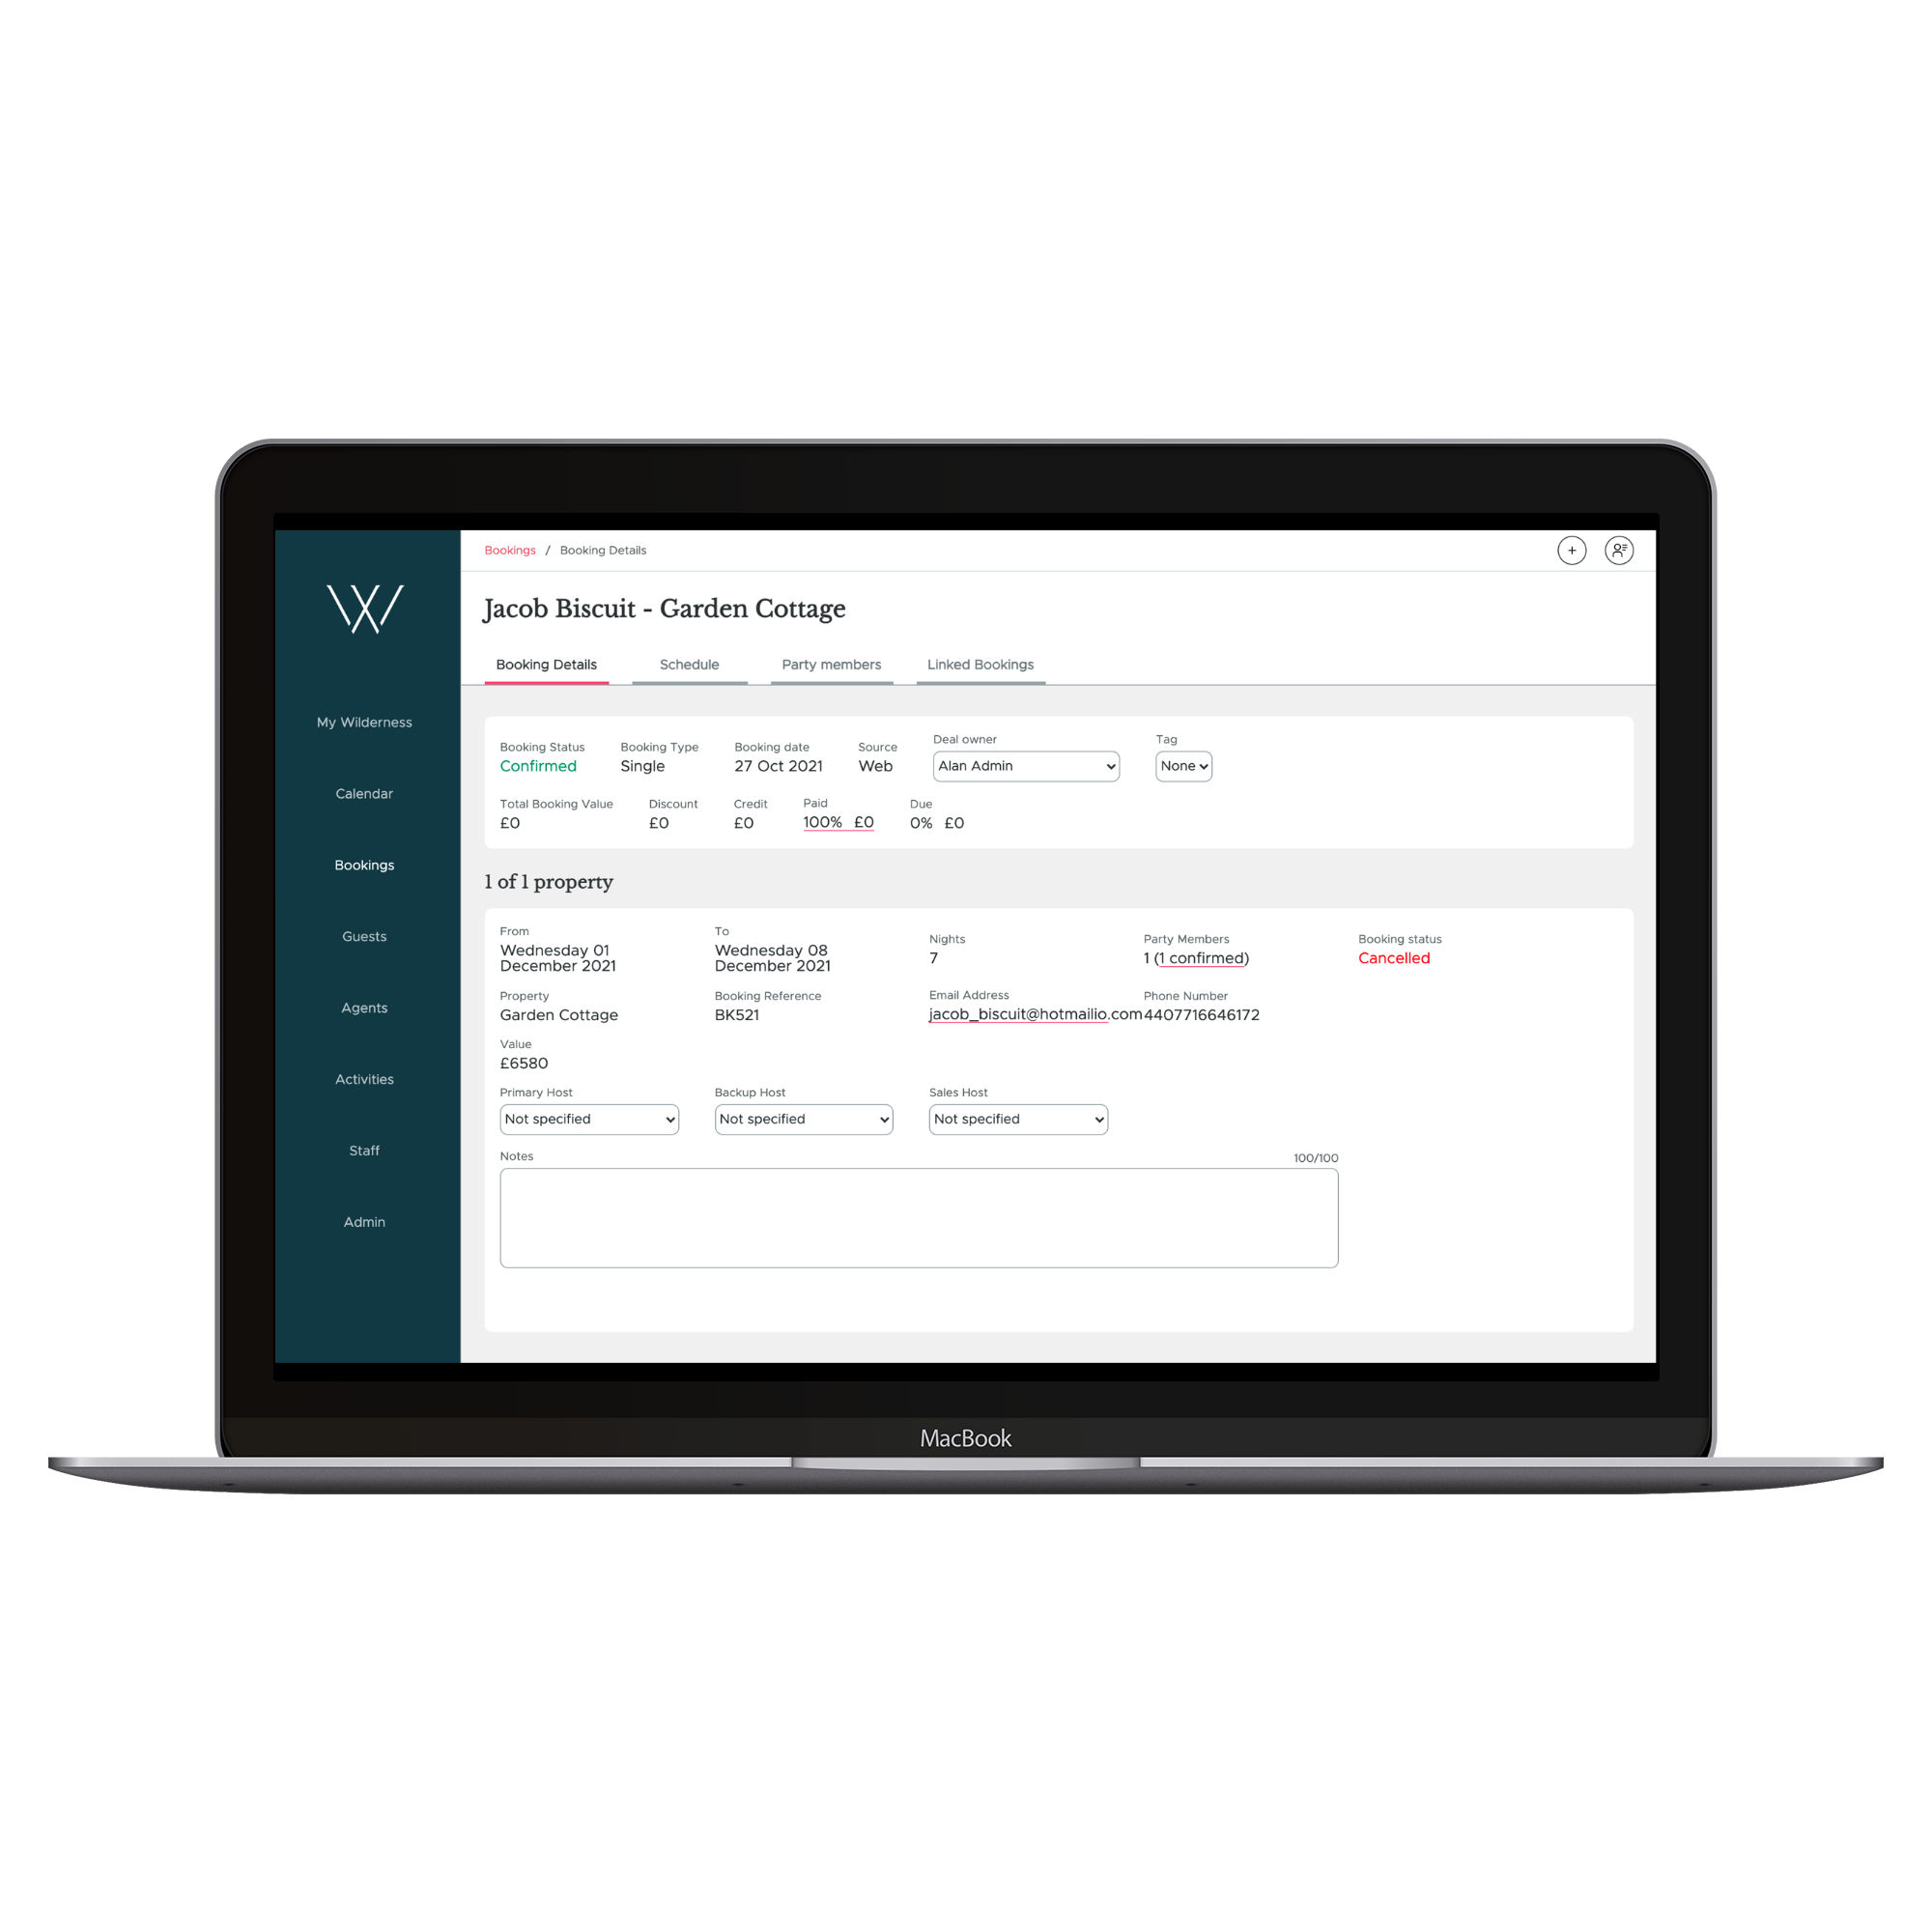 Bookings / Booking Details
Jacob Biscuit - Garden Cottage
Booking Details Schedule Party members Linked Bookings
My Wilderness
Calendar
Bookings
Guests
Agents
Activities
Staff
Admin
Booking Status Booking Type Booking date Source Deal owner Tag
Confirmed Single 27 Oct 2021 Web Alan Admin None
Total Booking Value Discount Credit Paid Due
£0 £0 £0 100% £0 0% £0
1 of 1 property
From To Nights Party Members Booking status
Wednesday 01 Wednesday 08 7 1 (1 confirmed) Cancelled
December 2021 December 2021
Property Booking Reference Email Address Phone Number
Garden Cottage BK521 jacob_biscuit@hotmailio.com 4407716646172
Value
£6580
Primary Host Backup Host Sales Host
Not specified Not specified Not specified
Notes 100/100
MacBook